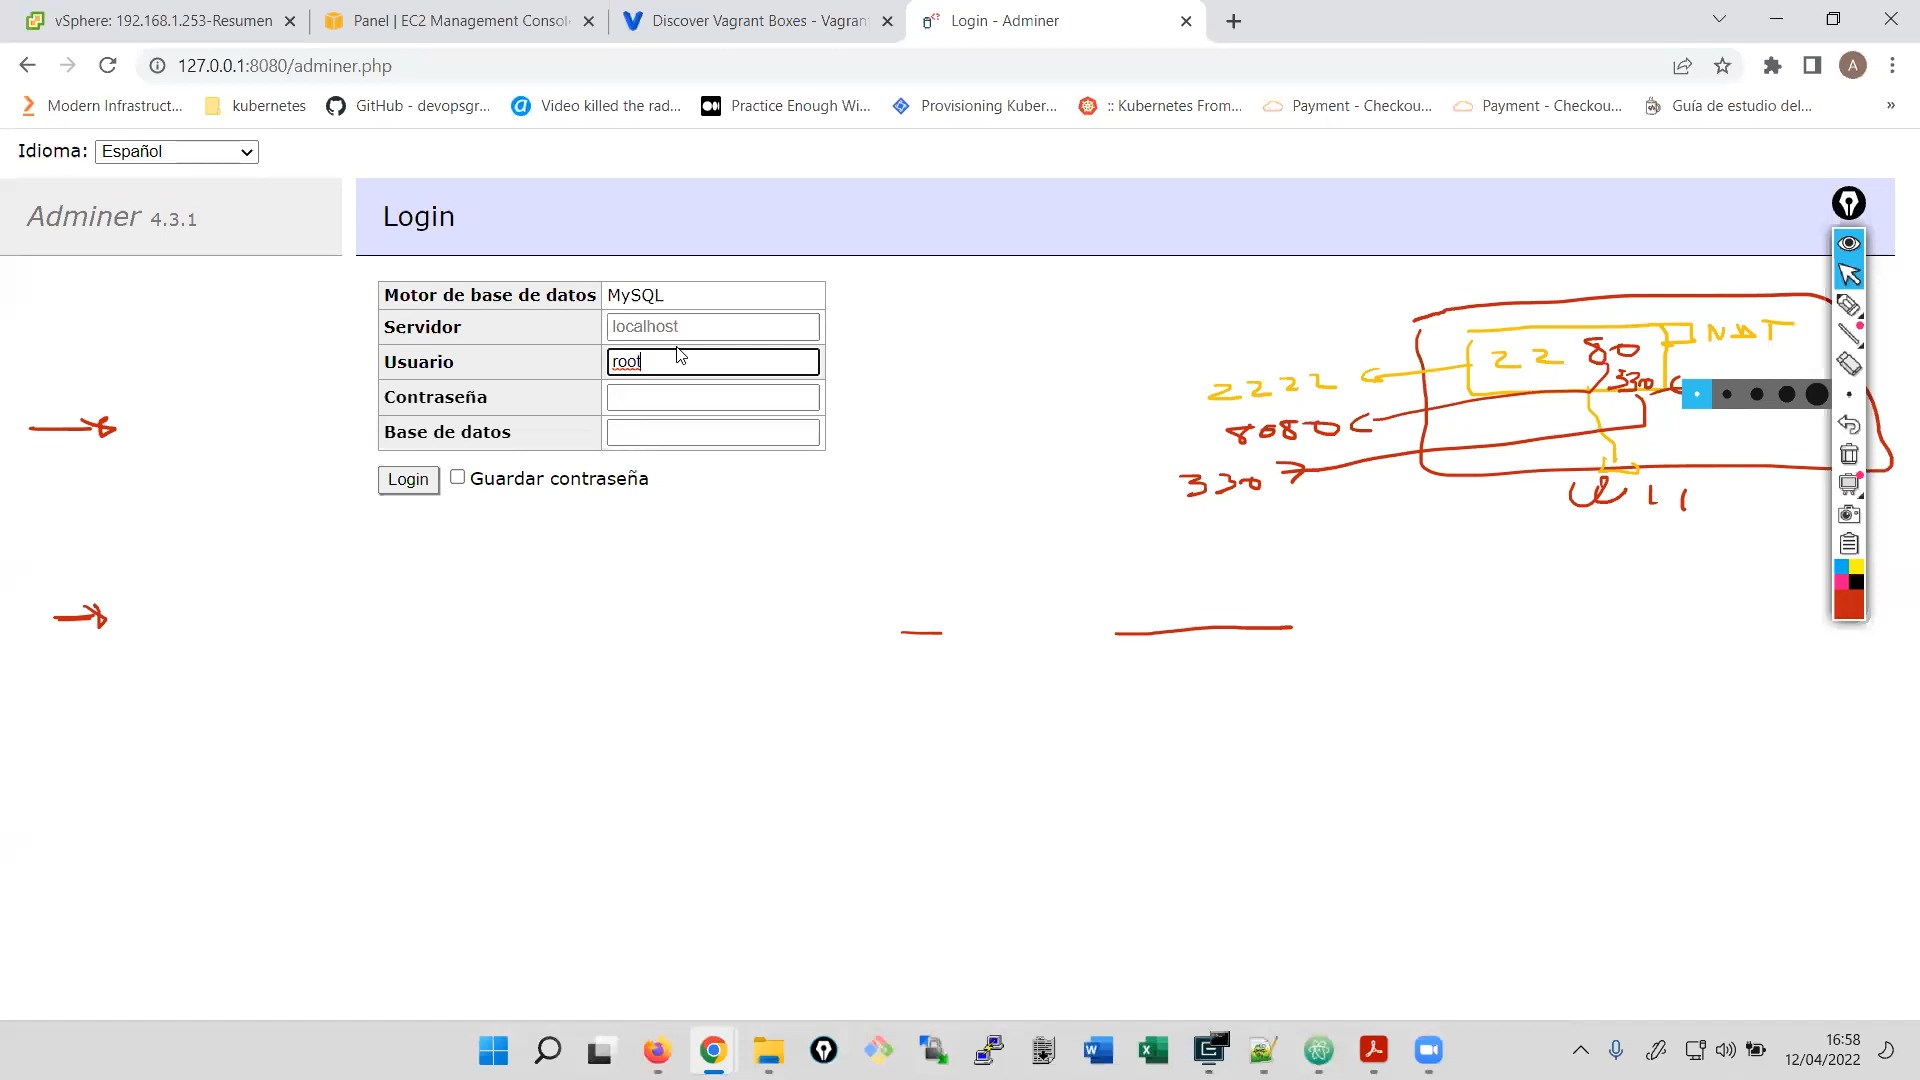 vSphere: 192.168.1.253-Resumen
Panel | EC2 Management Consol
Discover Vagrant Boxes - Vagran
Login - Adminer
127.0.0.1:8080/adminer.php
A
Modern Infrastruct...
kubernetes
GitHub - devopsgr...
Video killed the rad...
Practice Enough Wi...
Provisioning Kuber...
:: Kubernetes From...
Payment - Checkou...
Payment - Checkou...
Guía de estudio del...
»
Idioma: Español
Adminer 4.3.1
Login
Motor de base de datos MySQL
Servidor localhost
Usuario root
Contraseña
Base de datos
Login Guardar contraseña
22 80 NAT
330
2222
8080
330
16:58
12/04/2022